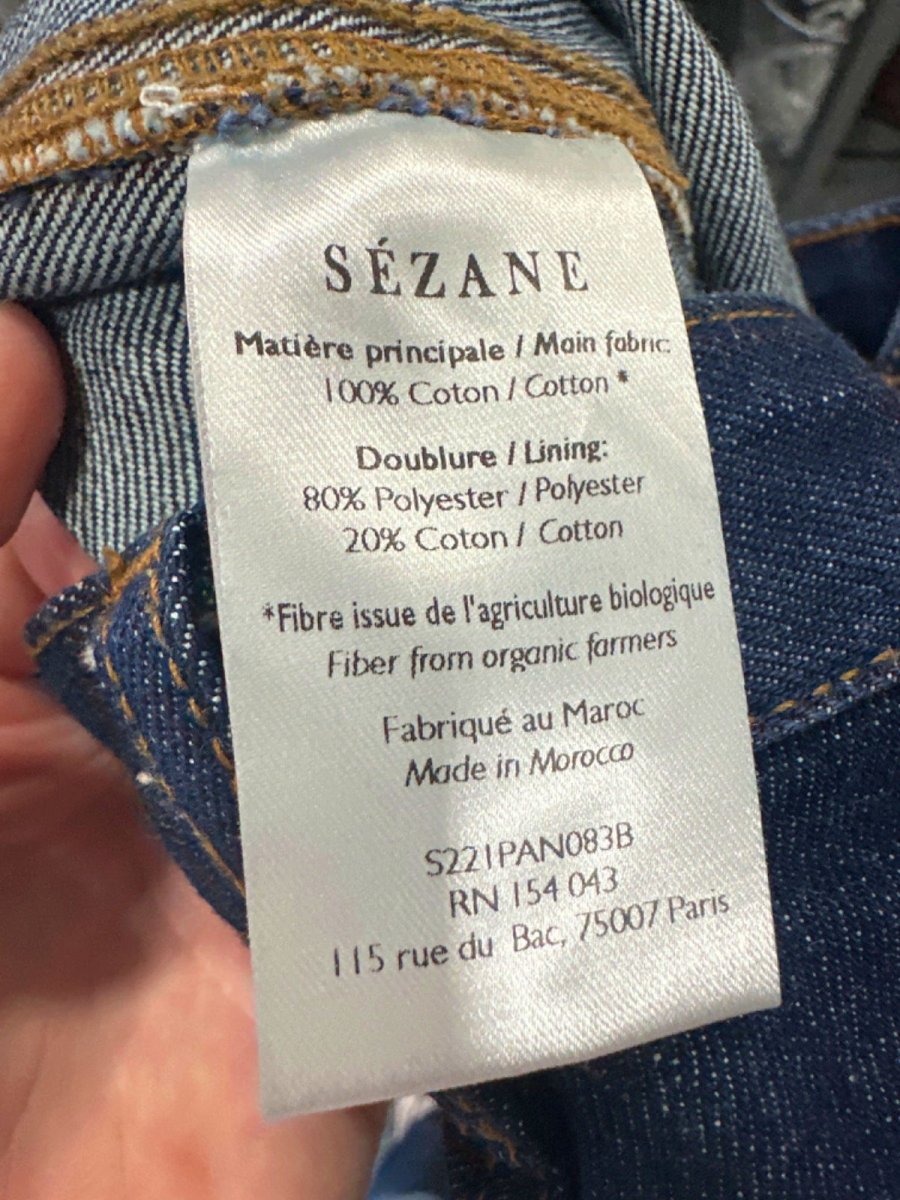 SÉZANE
Matière principale / Main fabric:
100% Coton / Cotton *
Doublure / Lining:
80% Polyester / Polyester
20% Coton / Cotton
*Fibre issue de l'agriculture biologique
Fiber from organic farmers
Fabriqué au Maroc
Made in Morocco
S221PAN083B
RN 154 043
115 rue du Bac, 75007 Paris